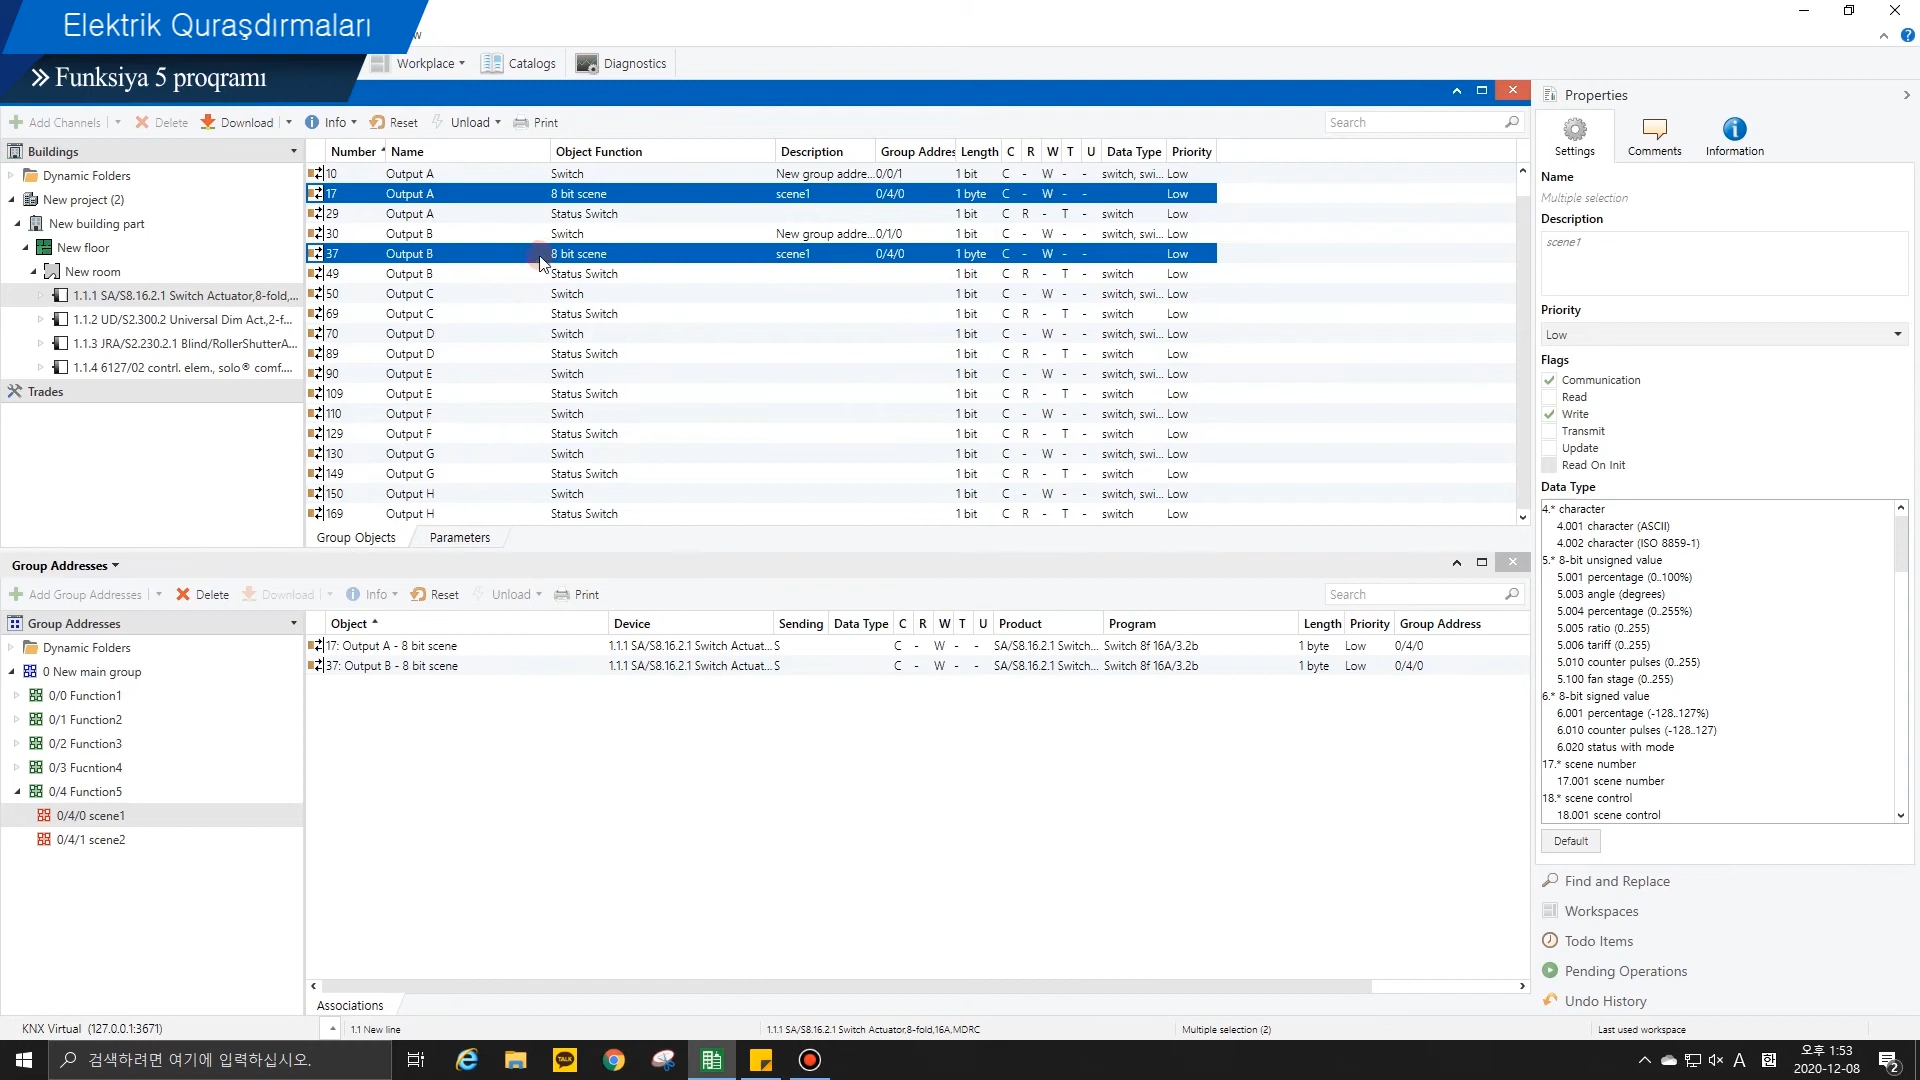 Elektrik Quraşdırmaları
Funksiya 5 proqramı
Workplace Catalogs Diagnostics
Add Channels Delete Download Info Reset Unload Print Search
Buildings
Dynamic Folders
New project (2)
New building part
New floor
New room
1.1.1 SA/S8.16.2.1 Switch Actuator,8-fold,...
1.1.2 UD/S2.300.2 Universal Dim Act.,2-f...
1.1.3 JRA/S2.230.2.1 Blind/RollerShutterA...
1.1.4 6127/02 contrl. elem., solo® comf....
Trades
Number Name Object Function Description Group Addres Length C R W T U Data Type Priority
10 Output A Switch New group addre... 0/0/1 1 bit C - W - - switch, swi... Low
17 Output A 8 bit scene scene1 0/4/0 1 byte C - W - - Low
29 Output A Status Switch 1 bit C R - T - switch Low
30 Output B Switch New group addre... 0/1/0 1 bit C - W - - switch, swi... Low
37 Output B 8 bit scene scene1 0/4/0 1 byte C - W - - Low
49 Output B Status Switch 1 bit C R - T - switch Low
50 Output C Switch 1 bit C - W - - switch, swi... Low
69 Output C Status Switch 1 bit C R - T - switch Low
70 Output D Switch 1 bit C - W - - switch, swi... Low
89 Output D Status Switch 1 bit C R - T - switch Low
90 Output E Switch 1 bit C - W - - switch, swi... Low
109 Output E Status Switch 1 bit C R - T - switch Low
110 Output F Switch 1 bit C - W - - switch, swi... Low
129 Output F Status Switch 1 bit C R - T - switch Low
130 Output G Switch 1 bit C - W - - switch, swi... Low
149 Output G Status Switch 1 bit C R - T - switch Low
150 Output H Switch 1 bit C - W - - switch, swi... Low
169 Output H Status Switch 1 bit C R - T - switch Low
Group Objects Parameters
Group Addresses
Add Group Addresses Delete Download Info Reset Unload Print Search
Group Addresses
Dynamic Folders
0 New main group
0/0 Function1
0/1 Function2
0/2 Function3
0/3 Fucntion4
0/4 Function5
0/4/0 scene1
0/4/1 scene2
Object Device Sending Data Type C R W T U Product Program Length Priority Group Address
17: Output A - 8 bit scene 1.1.1 SA/S8.16.2.1 Switch Actuat... S C - W - - SA/S8.16.2.1 Switch... Switch 8f 16A/3.2b 1 byte Low 0/4/0
37: Output B - 8 bit scene 1.1.1 SA/S8.16.2.1 Switch Actuat... S C - W - - SA/S8.16.2.1 Switch... Switch 8f 16A/3.2b 1 byte Low 0/4/0
Associations
Properties
Settings Comments Information
Name
Multiple selection
Description
scene1
Priority
Low
Flags
Communication
Read
Write
Transmit
Update
Read On Init
Data Type
4.* character
4.001 character (ASCII)
4.002 character (ISO 8859-1)
5.* 8-bit unsigned value
5.001 percentage (0..100%)
5.003 angle (degrees)
5.004 percentage (0..255%)
5.005 ratio (0..255)
5.006 tariff (0..255)
5.010 counter pulses (0..255)
5.100 fan stage (0..255)
6.* 8-bit signed value
6.001 percentage (-128..127%)
6.010 counter pulses (-128..127)
6.020 status with mode
17.* scene number
17.001 scene number
18.* scene control
18.001 scene control
Default
Find and Replace
Workspaces
Todo Items
Pending Operations
Undo History
KNX Virtual (127.0.0.1:3671) 1.1 New line 1.1.1 SA/S8.16.2.1 Switch Actuator,8-fold,16A,MDRC Multiple selection (2) Last used workspace
검색하려면 여기에 입력하십시오.
TALK
A 한
오후 1:53
2020-12-08
2